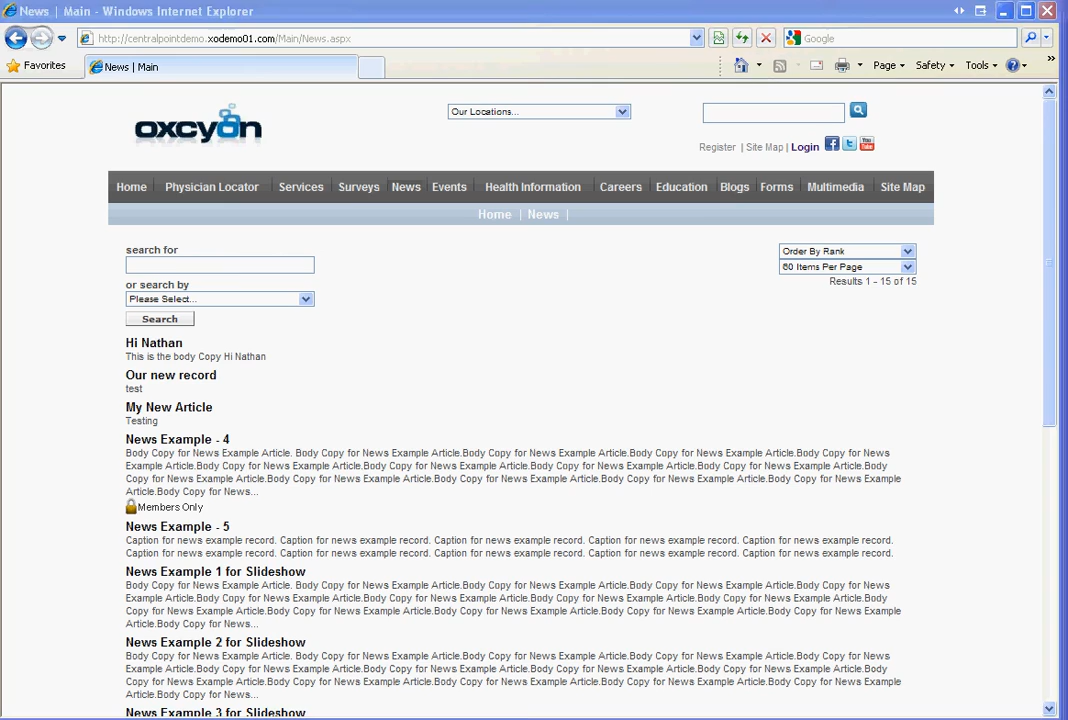 News | Main - Windows Internet Explorer
http://centralpointdemo.xodemo01.com/Main/News.aspx
Google
Favorites
News | Main
Page
Safety
Tools
oxcyon
Our Locations...
Register | Site Map | Login
You
Tube
Home Physician Locator Services Surveys News Events Health Information Careers Education Blogs Forms Multimedia Site Map
Home | News |
search for
Order By Rank
60 Items Per Page
Results 1 - 15 of 15
or search by
Please Select...
Search
Hi Nathan
This is the body Copy Hi Nathan
Our new record
test
My New Article
Testing
News Example - 4
Body Copy for News Example Article. Body Copy for News Example Article.Body Copy for News Example Article.Body Copy for News Example Article.Body Copy for News
Example Article.Body Copy for News Example Article.Body Copy for News Example Article.Body Copy for News Example Article.Body Copy for News Example Article.Body
Copy for News Example Article.Body Copy for News Example Article.Body Copy for News Example Article.Body Copy for News Example Article.Body Copy for News Example
Article.Body Copy for News...
Members Only
News Example - 5
Caption for news example record. Caption for news example record. Caption for news example record. Caption for news example record. Caption for news example record.
Caption for news example record. Caption for news example record. Caption for news example record. Caption for news example record. Caption for news example record.
News Example 1 for Slideshow
Body Copy for News Example Article. Body Copy for News Example Article.Body Copy for News Example Article.Body Copy for News Example Article.Body Copy for News
Example Article.Body Copy for News Example Article.Body Copy for News Example Article.Body Copy for News Example Article.Body Copy for News Example Article.Body
Copy for News Example Article.Body Copy for News Example Article.Body Copy for News Example Article.Body Copy for News Example Article.Body Copy for News Example
Article.Body Copy for News...
News Example 2 for Slideshow
Body Copy for News Example Article. Body Copy for News Example Article.Body Copy for News Example Article.Body Copy for News Example Article.Body Copy for News
Example Article.Body Copy for News Example Article.Body Copy for News Example Article.Body Copy for News Example Article.Body Copy for News Example Article.Body
Copy for News Example Article.Body Copy for News Example Article.Body Copy for News Example Article.Body Copy for News Example Article.Body Copy for News Example
Article.Body Copy for News...
News Example 3 for Slideshow